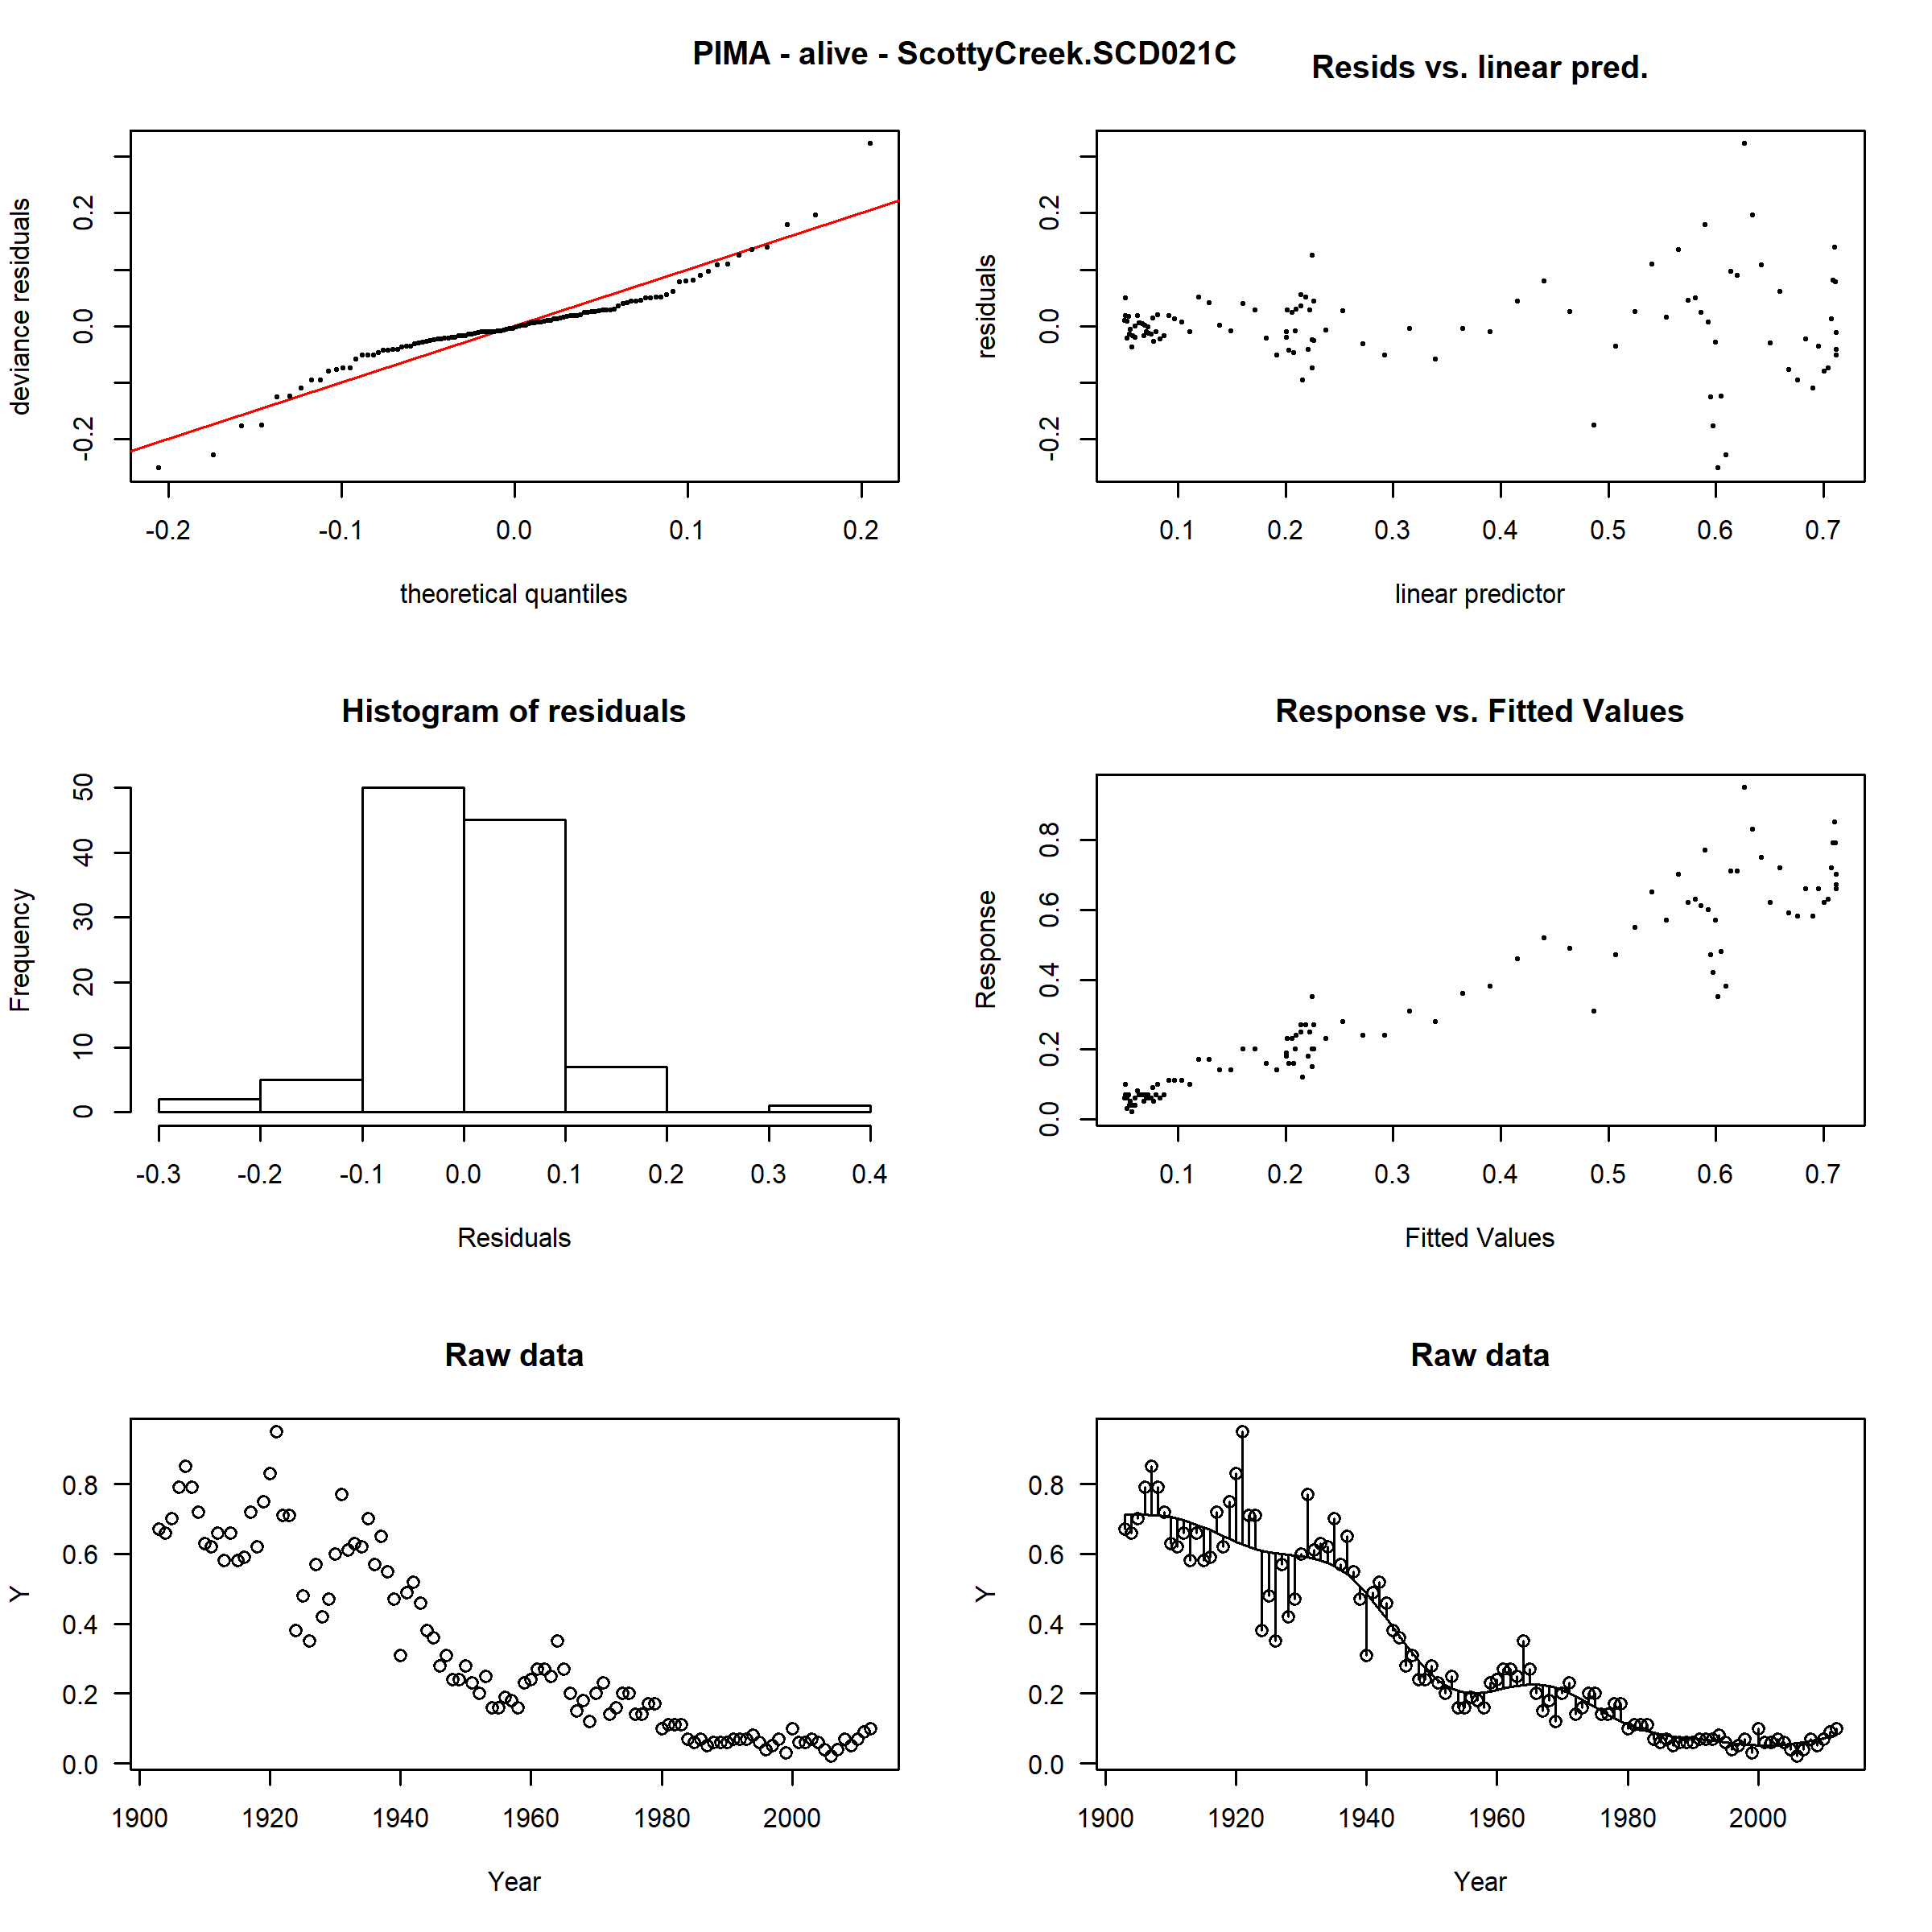 PIMA - alive - ScottyCreek.SCD021C
Resids vs. linear pred.
deviance residuals
-0.2 0.0 0.2
-0.2 -0.1 0.0 0.1 0.2
theoretical quantiles
residuals
-0.2 0.0 0.2
0.1 0.2 0.3 0.4 0.5 0.6 0.7
linear predictor
Histogram of residuals
Frequency
0 10 20 30 40 50
-0.3 -0.2 -0.1 0.0 0.1 0.2 0.3 0.4
Residuals
Response vs. Fitted Values
Response
0.0 0.2 0.4 0.6 0.8
0.1 0.2 0.3 0.4 0.5 0.6 0.7
Fitted Values
Raw data
Y
0.8
0.6
0.4
0.2
0.0
1900 1920 1940 1960 1980 2000
Year
Raw data
Y
0.8
0.6
0.4
0.2
0.0
1900 1920 1940 1960 1980 2000
Year